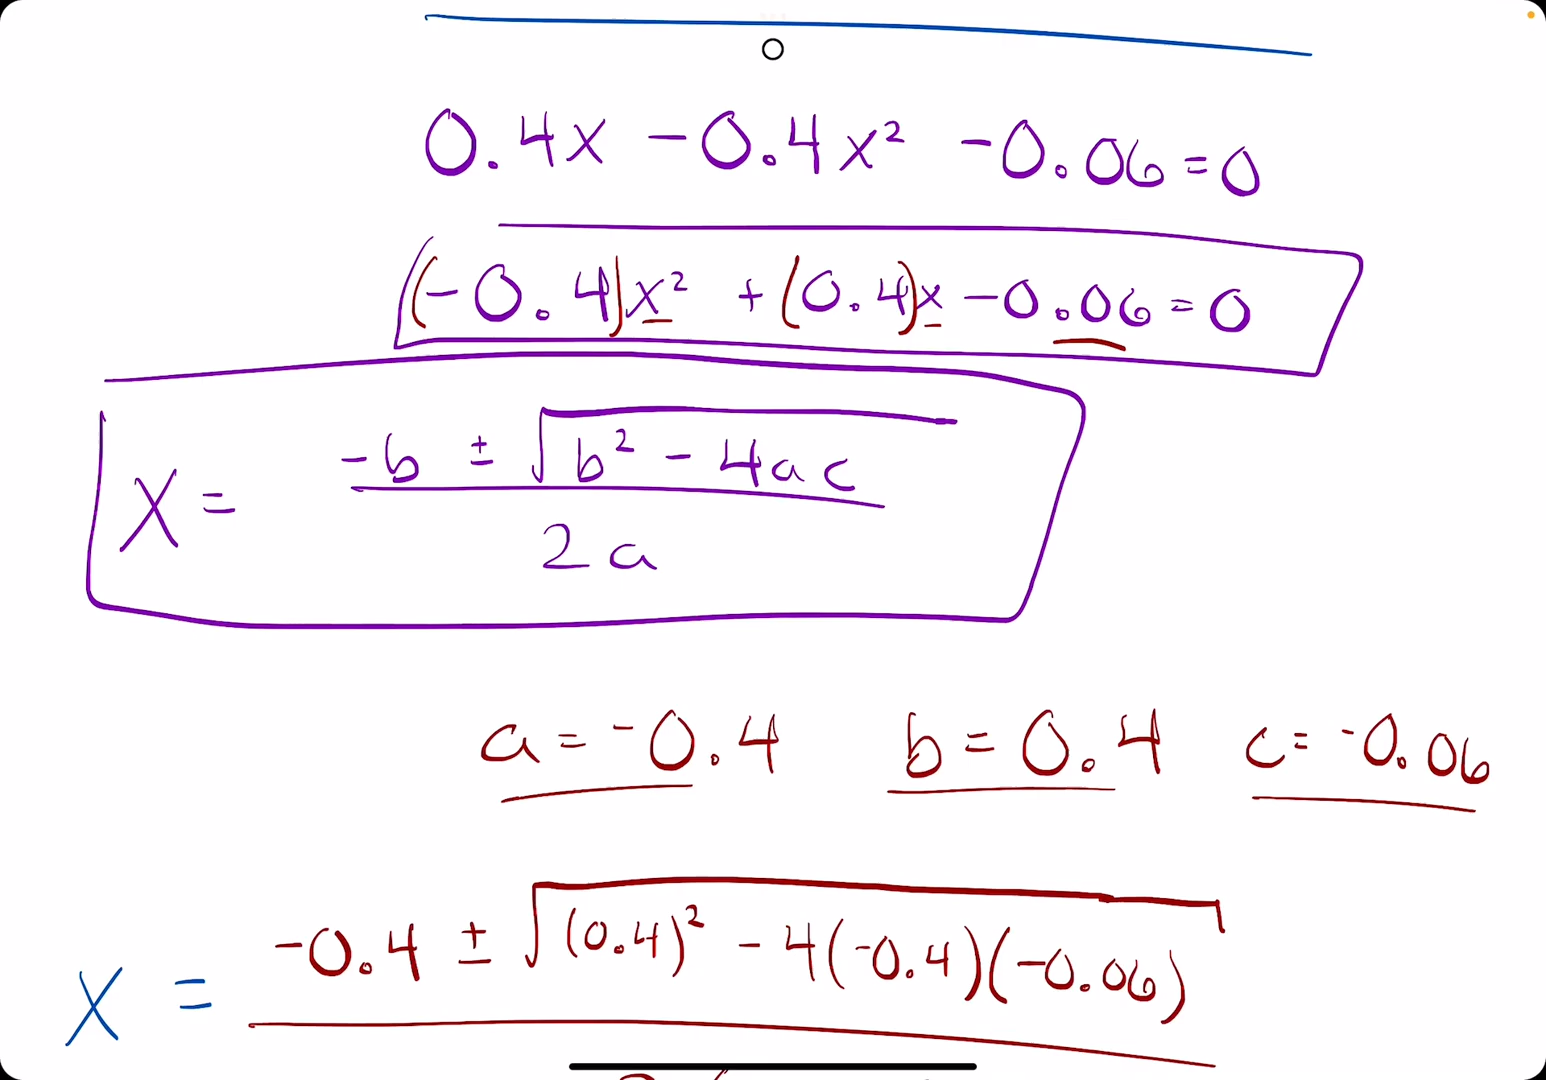 0.4x - 0.4x² - 0.06 = 0
(-0.4)x² + (0.4)x - 0.06 = 0
X = (-b ± √(b² - 4ac)) / 2a
a = -0.4 b = 0.4 c = -0.06
X = -0.4 ± √((0.4)² - 4(-0.4)(-0.06))